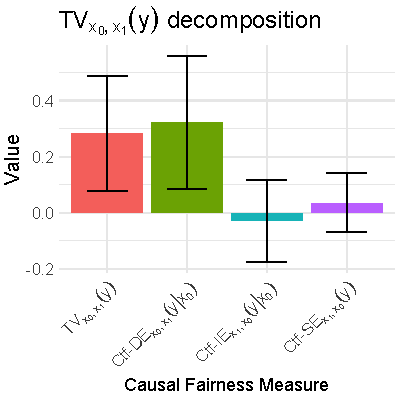 TVx₀, x₁(y) decomposition
Value
0.4
0.2
0.0
-0.2
TVx₀, x₁(y)
Ctf-DEx₀, x₁(y|x₀)
Ctf-IEx₁, x₀(y|x₀)
Ctf-SEx₁, x₀(y)
Causal Fairness Measure